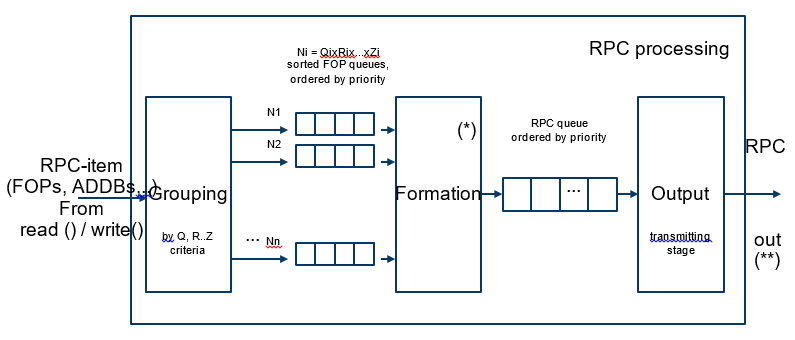 RPC processing
Ni = QixRix...xZi
sorted FOP queues,
ordered by priority
N1
N2
... Nn
RPC-item
(FOPs, ADDBs...)
From
read () / write()
Grouping
by Q, R..Z
criteria
(*)
Formation
RPC queue
ordered by priority
...
Output
transmitting
stage
RPC
out
(**)